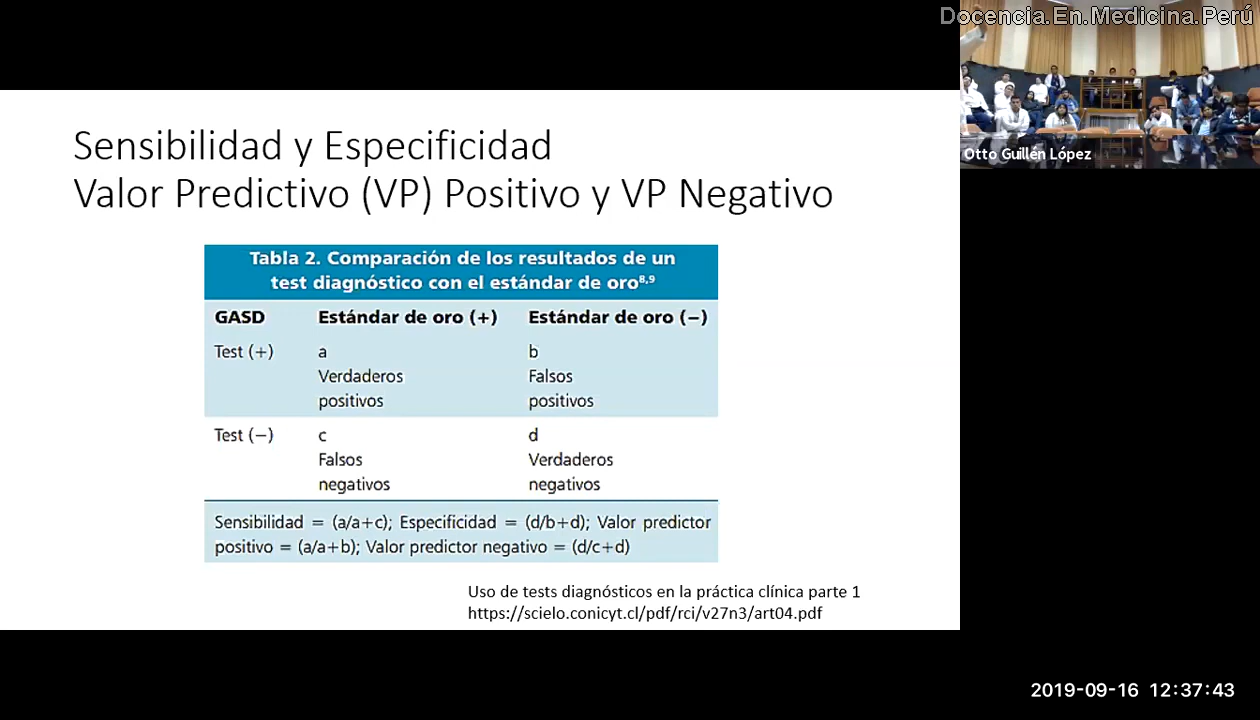 Docencia.En.Medicina.Perú
Otto Guillén López
Sensibilidad y Especificidad
Valor Predictivo (VP) Positivo y VP Negativo
Tabla 2. Comparación de los resultados de un
test diagnóstico con el estándar de oro⁸,⁹
GASD Estándar de oro (+) Estándar de oro (−)
Test (+) a b
Verdaderos Falsos
positivos positivos
Test (−) c d
Falsos Verdaderos
negativos negativos
Sensibilidad = (a/a+c); Especificidad = (d/b+d); Valor predictor
positivo = (a/a+b); Valor predictor negativo = (d/c+d)
Uso de tests diagnósticos en la práctica clínica parte 1
https://scielo.conicyt.cl/pdf/rci/v27n3/art04.pdf
2019-09-16 12:37:43